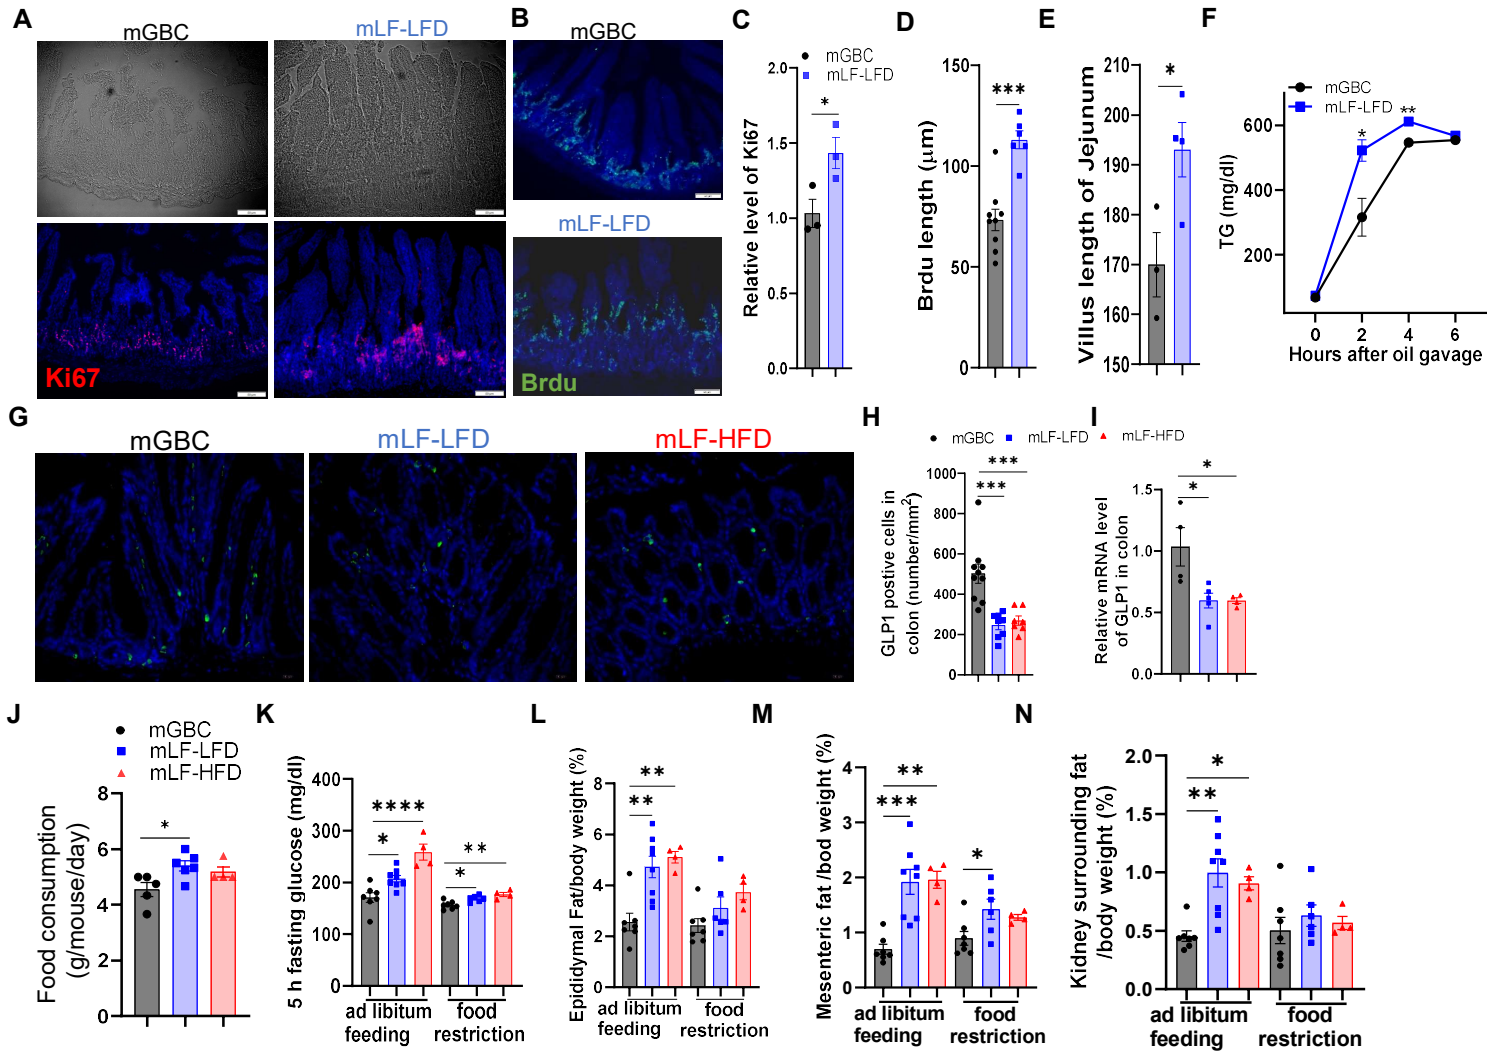 A
mGBC
mLF-LFD
Ki67
B
mGBC
mLF-LFD
Brdu
C
mGBC
mLF-LFD
Relative level of Ki67
2.0
1.5
1.0
0.5
0.0
*
D
Brdu length (μm)
150
100
50
0
***
E
Villus length of Jejunum
210
200
190
180
170
160
150
*
F
mGBC
mLF-LFD
TG (mg/dl)
600
400
200
*
**
0 2 4 6
Hours after oil gavage
G
mGBC
mLF-LFD
mLF-HFD
H
mGBC mLF-LFD mLF-HFD
GLP1 postive cells in
colon (number/mm2)
1000
800
600
400
200
0
***
***
I
Relative mRNA level
of GLP1 in colon
1.5
1.0
0.5
0.0
*
*
J
mGBC
mLF-LFD
mLF-HFD
Food consumption
(g/mouse/day)
8
6
4
2
0
*
K
5 h fasting glucose (mg/dl)
400
300
200
100
0
****
*
**
*
ad libitum
feeding
food
restriction
L
Epididymal Fat/body weight (%)
8
6
4
2
0
**
**
ad libitum
feeding
food
restriction
M
Mesenteric fat /bod weight (%)
4
3
2
1
0
**
***
*
ad libitum
feeding
food
restriction
N
Kidney surrounding fat
/body weight (%)
2.0
1.5
1.0
0.5
0.0
*
**
ad libitum
feeding
food
restriction